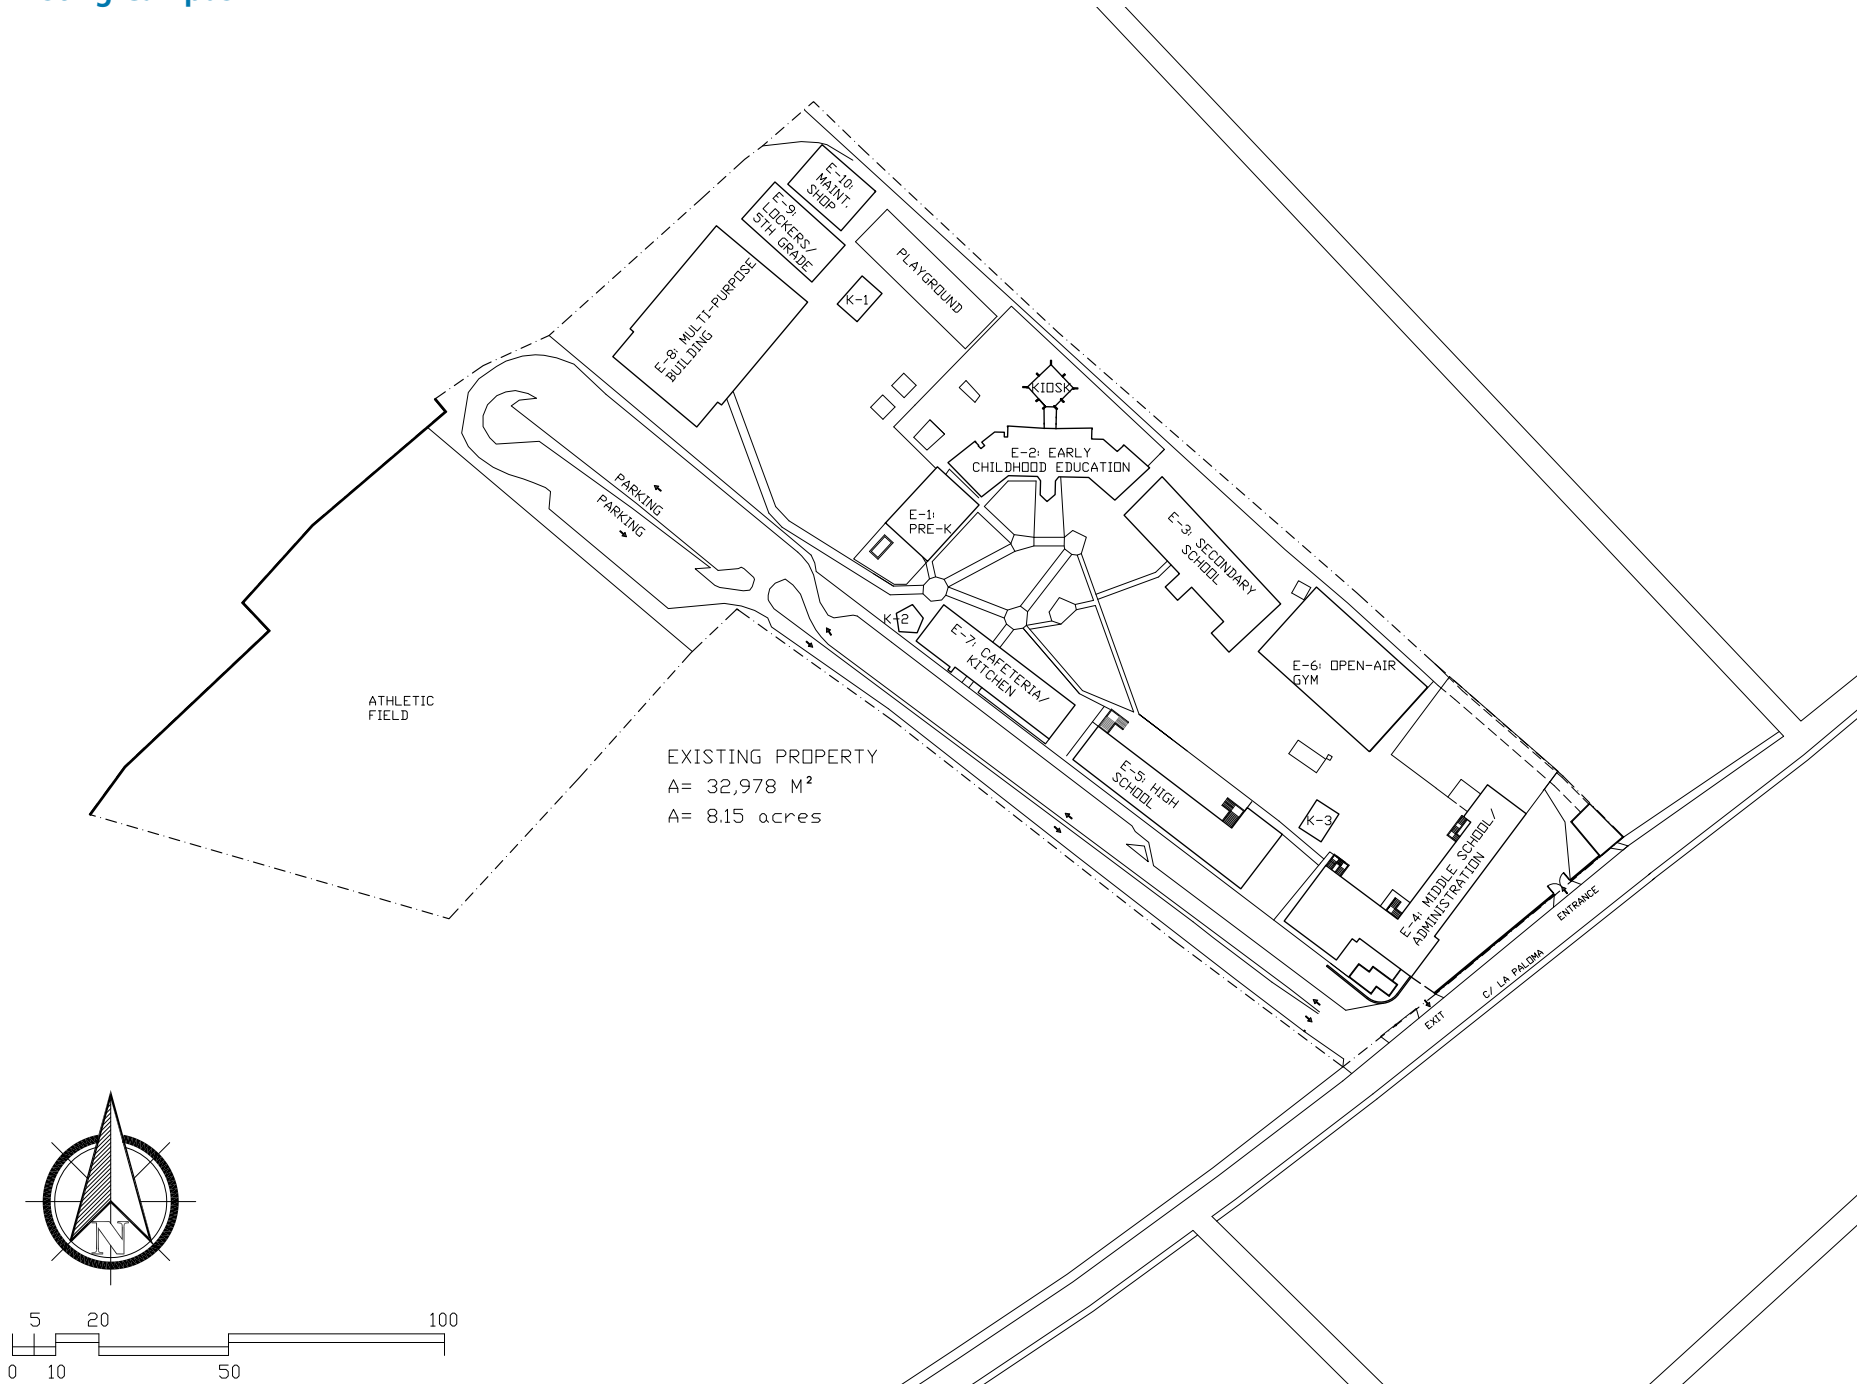 E-10:
MAINT.
SHOP
E-9:
LOCKERS/
5TH GRADE
PLAYGROUND
E-8: MULTI-PURPOSE
BUILDING
K-1
KIOSK
E-2: EARLY
CHILDHOOD EDUCATION
PARKING
PARKING
E-1:
PRE-K
E-3: SECONDARY
SCHOOL
K-2
E-7: CAFETERIA/
KITCHEN
E-6: OPEN-AIR
GYM
ATHLETIC
FIELD
EXISTING PROPERTY
A= 32,978 M²
A= 8.15 acres
E-5: HIGH
SCHOOL
K-3
E-4: MIDDLE SCHOOL/
ADMINISTRATION
ENTRANCE
C/ LA PALOMA
EXIT
N
5 20 100
0 10 50